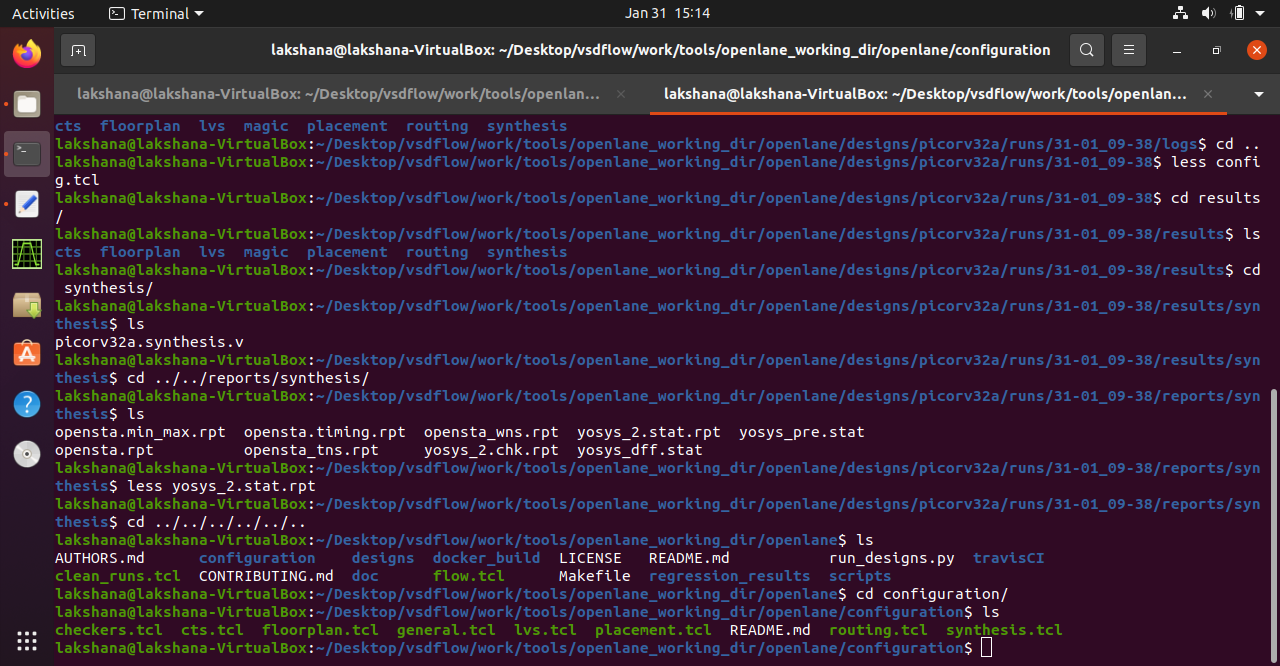 Activities Terminal Jan 31 15:14
lakshana@lakshana-VirtualBox: ~/Desktop/vsdflow/work/tools/openlane_working_dir/openlane/configuration
lakshana@lakshana-VirtualBox: ~/Desktop/vsdflow/work/tools/openlan... × lakshana@lakshana-VirtualBox: ~/Desktop/vsdflow/work/tools/openlan... ×
cts floorplan lvs magic placement routing synthesis
lakshana@lakshana-VirtualBox:~/Desktop/vsdflow/work/tools/openlane_working_dir/openlane/designs/picorv32a/runs/31-01_09-38/logs$ cd ..
lakshana@lakshana-VirtualBox:~/Desktop/vsdflow/work/tools/openlane_working_dir/openlane/designs/picorv32a/runs/31-01_09-38$ less confi
g.tcl
lakshana@lakshana-VirtualBox:~/Desktop/vsdflow/work/tools/openlane_working_dir/openlane/designs/picorv32a/runs/31-01_09-38$ cd results
/
lakshana@lakshana-VirtualBox:~/Desktop/vsdflow/work/tools/openlane_working_dir/openlane/designs/picorv32a/runs/31-01_09-38/results$ ls
cts floorplan lvs magic placement routing synthesis
lakshana@lakshana-VirtualBox:~/Desktop/vsdflow/work/tools/openlane_working_dir/openlane/designs/picorv32a/runs/31-01_09-38/results$ cd
synthesis/
lakshana@lakshana-VirtualBox:~/Desktop/vsdflow/work/tools/openlane_working_dir/openlane/designs/picorv32a/runs/31-01_09-38/results/syn
thesis$ ls
picorv32a.synthesis.v
lakshana@lakshana-VirtualBox:~/Desktop/vsdflow/work/tools/openlane_working_dir/openlane/designs/picorv32a/runs/31-01_09-38/results/syn
thesis$ cd ../../reports/synthesis/
lakshana@lakshana-VirtualBox:~/Desktop/vsdflow/work/tools/openlane_working_dir/openlane/designs/picorv32a/runs/31-01_09-38/reports/syn
thesis$ ls
opensta.min_max.rpt opensta.timing.rpt opensta_wns.rpt yosys_2.stat.rpt yosys_pre.stat
opensta.rpt opensta_tns.rpt yosys_2.chk.rpt yosys_dff.stat
lakshana@lakshana-VirtualBox:~/Desktop/vsdflow/work/tools/openlane_working_dir/openlane/designs/picorv32a/runs/31-01_09-38/reports/syn
thesis$ less yosys_2.stat.rpt
lakshana@lakshana-VirtualBox:~/Desktop/vsdflow/work/tools/openlane_working_dir/openlane/designs/picorv32a/runs/31-01_09-38/reports/syn
thesis$ cd ../../../../../..
lakshana@lakshana-VirtualBox:~/Desktop/vsdflow/work/tools/openlane_working_dir/openlane$ ls
AUTHORS.md configuration designs docker_build LICENSE README.md run_designs.py travisCI
clean_runs.tcl CONTRIBUTING.md doc flow.tcl Makefile regression_results scripts
lakshana@lakshana-VirtualBox:~/Desktop/vsdflow/work/tools/openlane_working_dir/openlane$ cd configuration/
lakshana@lakshana-VirtualBox:~/Desktop/vsdflow/work/tools/openlane_working_dir/openlane/configuration$ ls
checkers.tcl cts.tcl floorplan.tcl general.tcl lvs.tcl placement.tcl README.md routing.tcl synthesis.tcl
lakshana@lakshana-VirtualBox:~/Desktop/vsdflow/work/tools/openlane_working_dir/openlane/configuration$